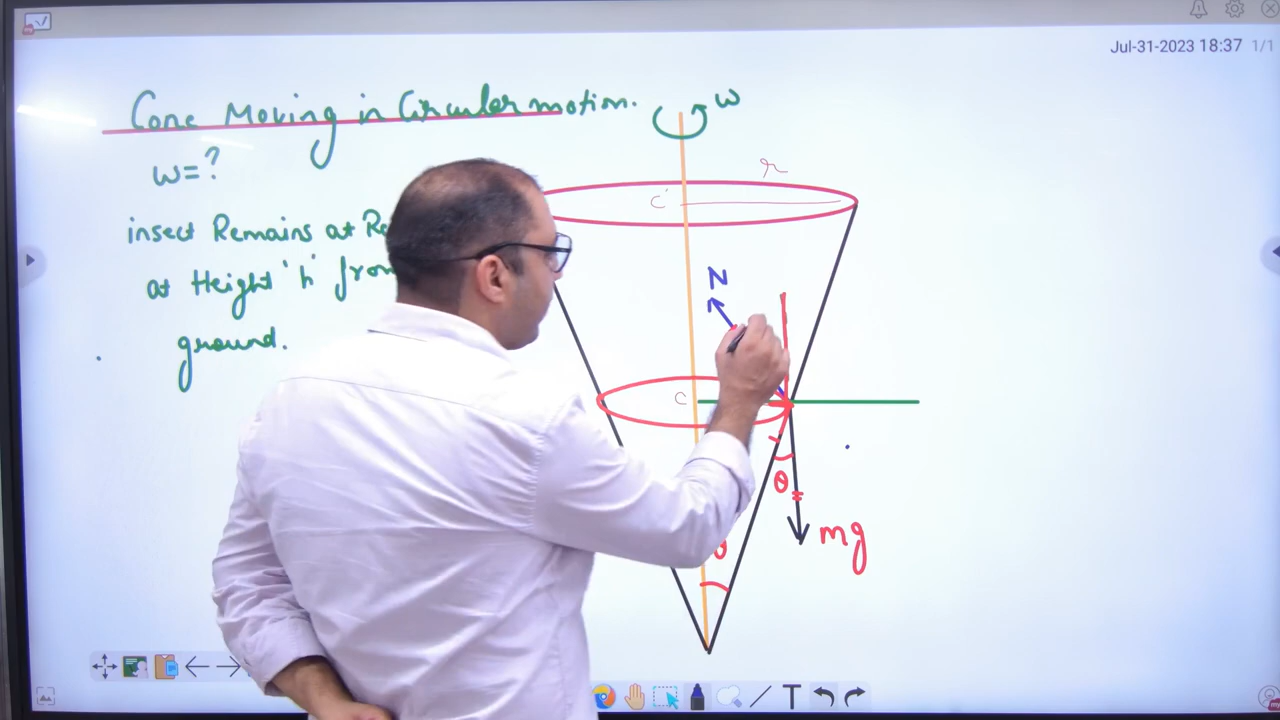 Jul-31-2023 18:37 1/1
Cone Moving in Circular motion.
ω
ω=?
r
c'
insect Remains at Re
at Height 'h' from
ground.
N
c
θ
mg
θ
T